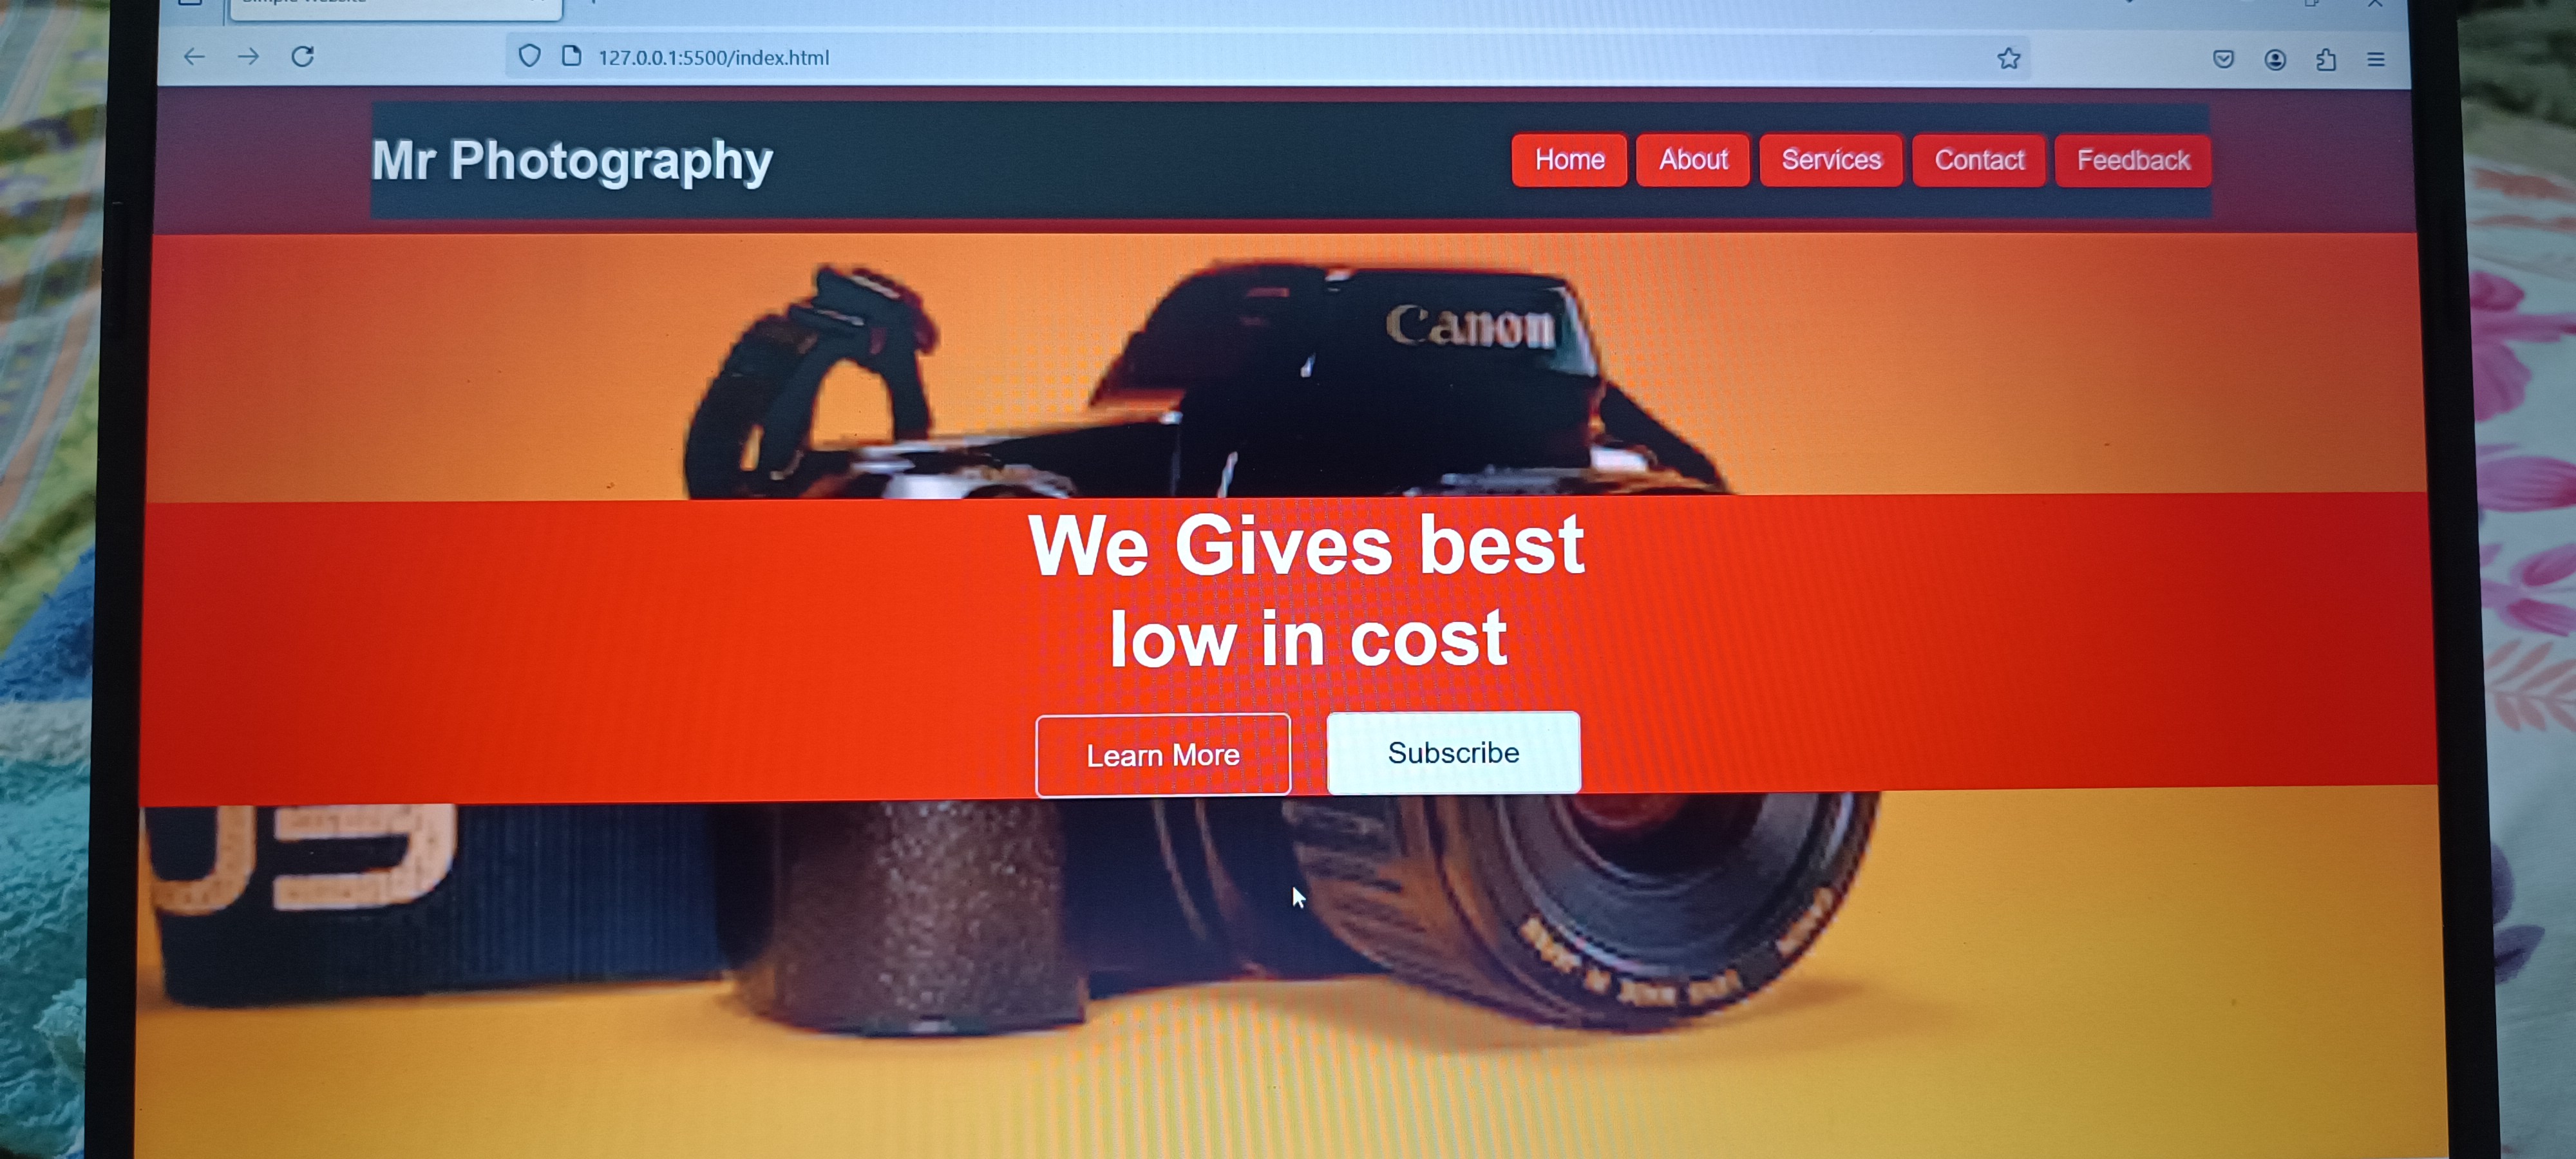 127.0.0.1:5500/index.html
Mr Photography
Home About Services Contact Feedback
Canon
We Gives best
low in cost
Learn More Subscribe